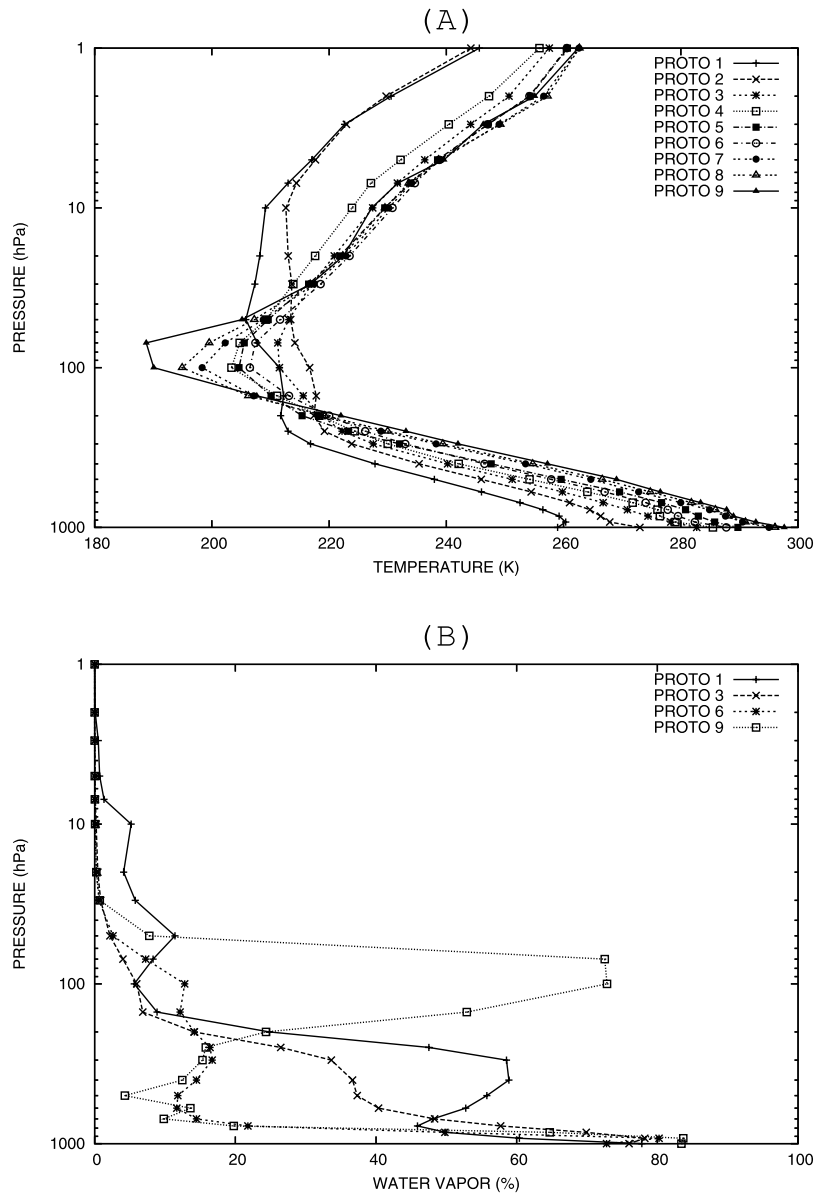 (A)
1
10
100
1000
180
200
220
240
260
280
300
PRESSURE (hPa)
TEMPERATURE (K)
PROTO 1
PROTO 2
PROTO 3
PROTO 4
PROTO 5
PROTO 6
PROTO 7
PROTO 8
PROTO 9
(B)
1
10
100
1000
0
20
40
60
80
100
PRESSURE (hPa)
WATER VAPOR (%)
PROTO 1
PROTO 3
PROTO 6
PROTO 9